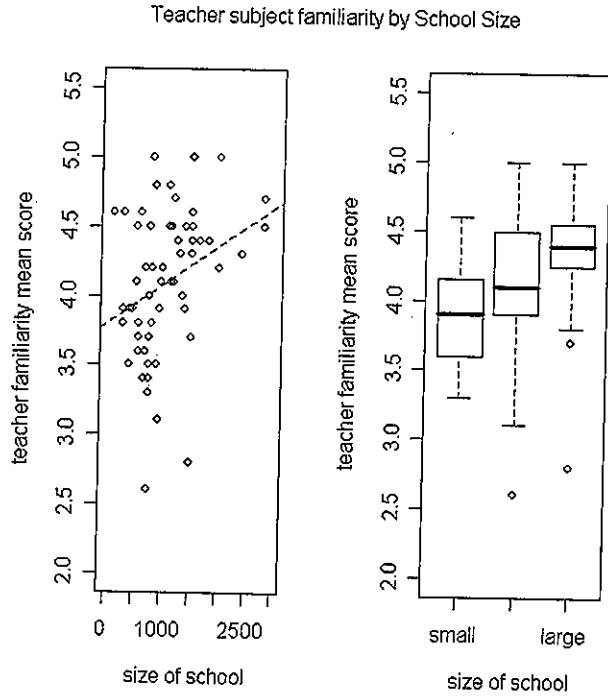 Teacher subject familiarity by School Size
teacher familiarity mean score
5.5
5.0
4.5
4.0
3.5
3.0
2.5
2.0
0 1000 2500
size of school
teacher familiarity mean score
5.5
5.0
4.5
4.0
3.5
3.0
2.5
2.0
small large
size of school